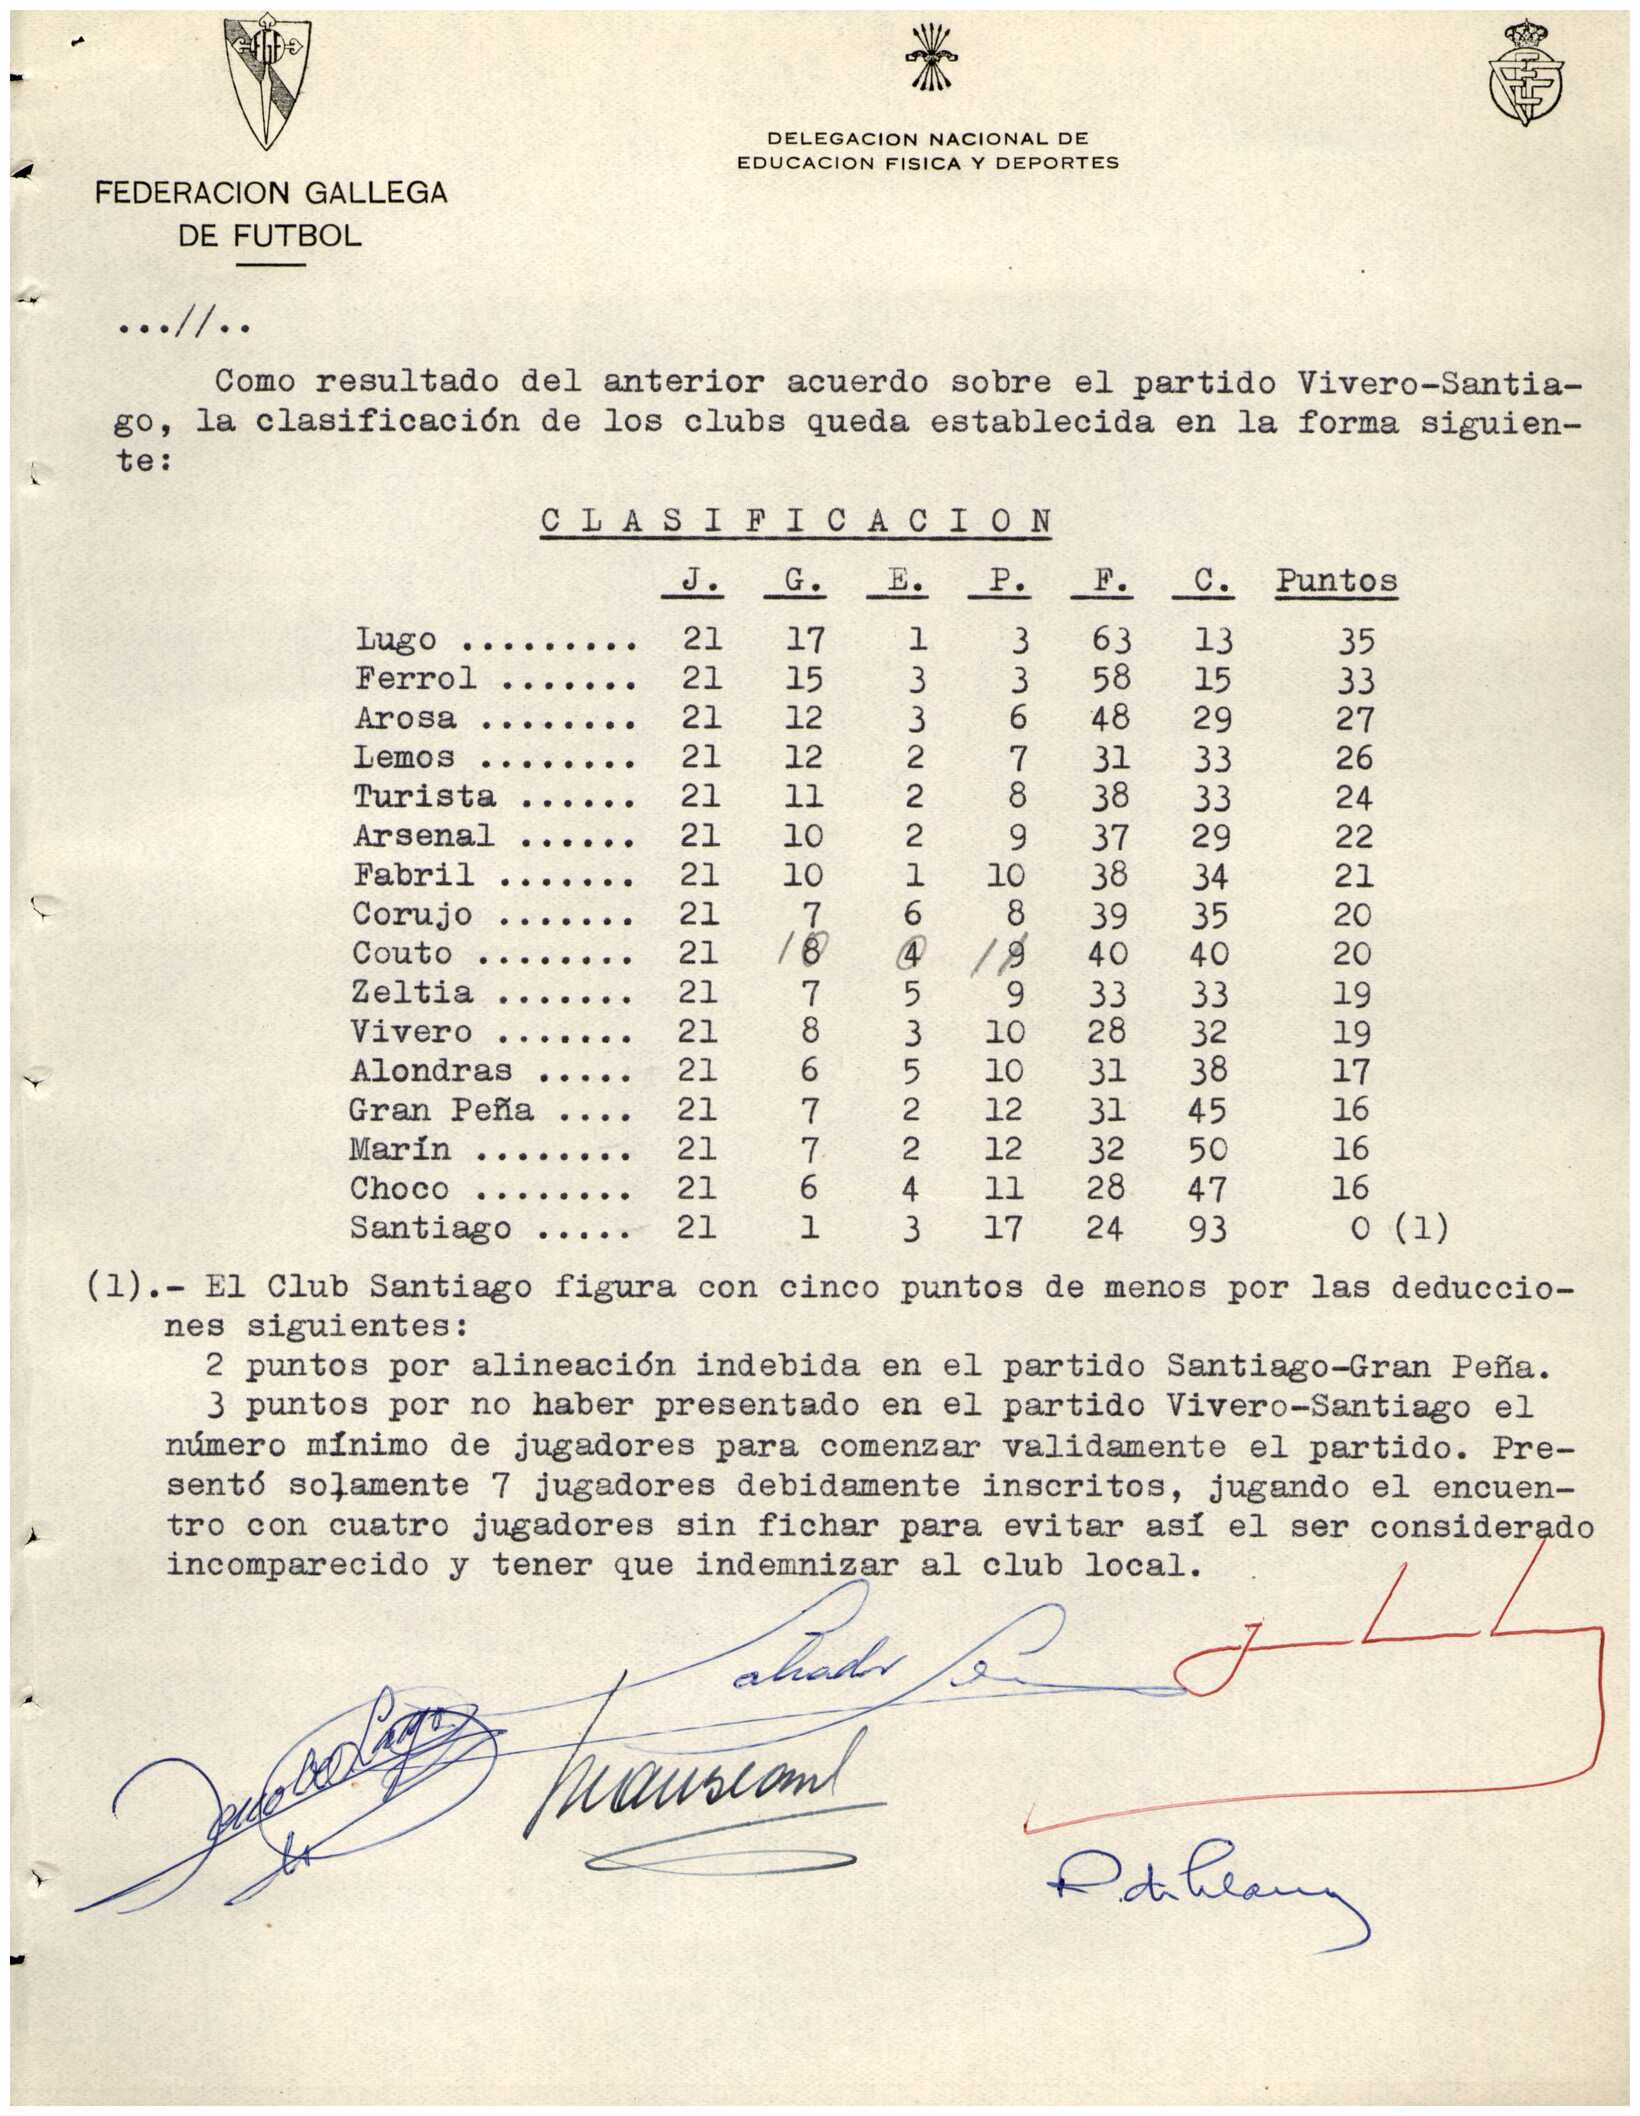 FGF
DELEGACION NACIONAL DE
EDUCACION FISICA Y DEPORTES
FEDERACION GALLEGA
DE FUTBOL
...//..
Como resultado del anterior acuerdo sobre el partido Vivero-Santia-
go, la clasificación de los clubs queda establecida en la forma siguien-
te:
C L A S I F I C A C I O N
J. G. E. P. F. C. Puntos
Lugo ......... 21 17 1 3 63 13 35
Ferrol ....... 21 15 3 3 58 15 33
Arosa ........ 21 12 3 6 48 29 27
Lemos ........ 21 12 2 7 31 33 26
Turista ...... 21 11 2 8 38 33 24
Arsenal ...... 21 10 2 9 37 29 22
Fabril ....... 21 10 1 10 38 34 21
Corujo ....... 21 7 6 8 39 35 20
Couto ........ 21 8 4 9 40 40 20
Zeltia ....... 21 7 5 9 33 33 19
Vivero ....... 21 8 3 10 28 32 19
Alondras ..... 21 6 5 10 31 38 17
Gran Peña .... 21 7 2 12 31 45 16
Marín ........ 21 7 2 12 32 50 16
Choco ........ 21 6 4 11 28 47 16
Santiago ..... 21 1 3 17 24 93 0 (1)
(1).- El Club Santiago figura con cinco puntos de menos por las deduccio-
nes siguientes:
2 puntos por alineación indebida en el partido Santiago-Gran Peña.
3 puntos por no haber presentado en el partido Vivero-Santiago el
número mínimo de jugadores para comenzar validamente el partido. Pre-
sentó solamente 7 jugadores debidamente inscritos, jugando el encuen-
tro con cuatro jugadores sin fichar para evitar así el ser considerado
incomparecido y tener que indemnizar al club local.
Salvador